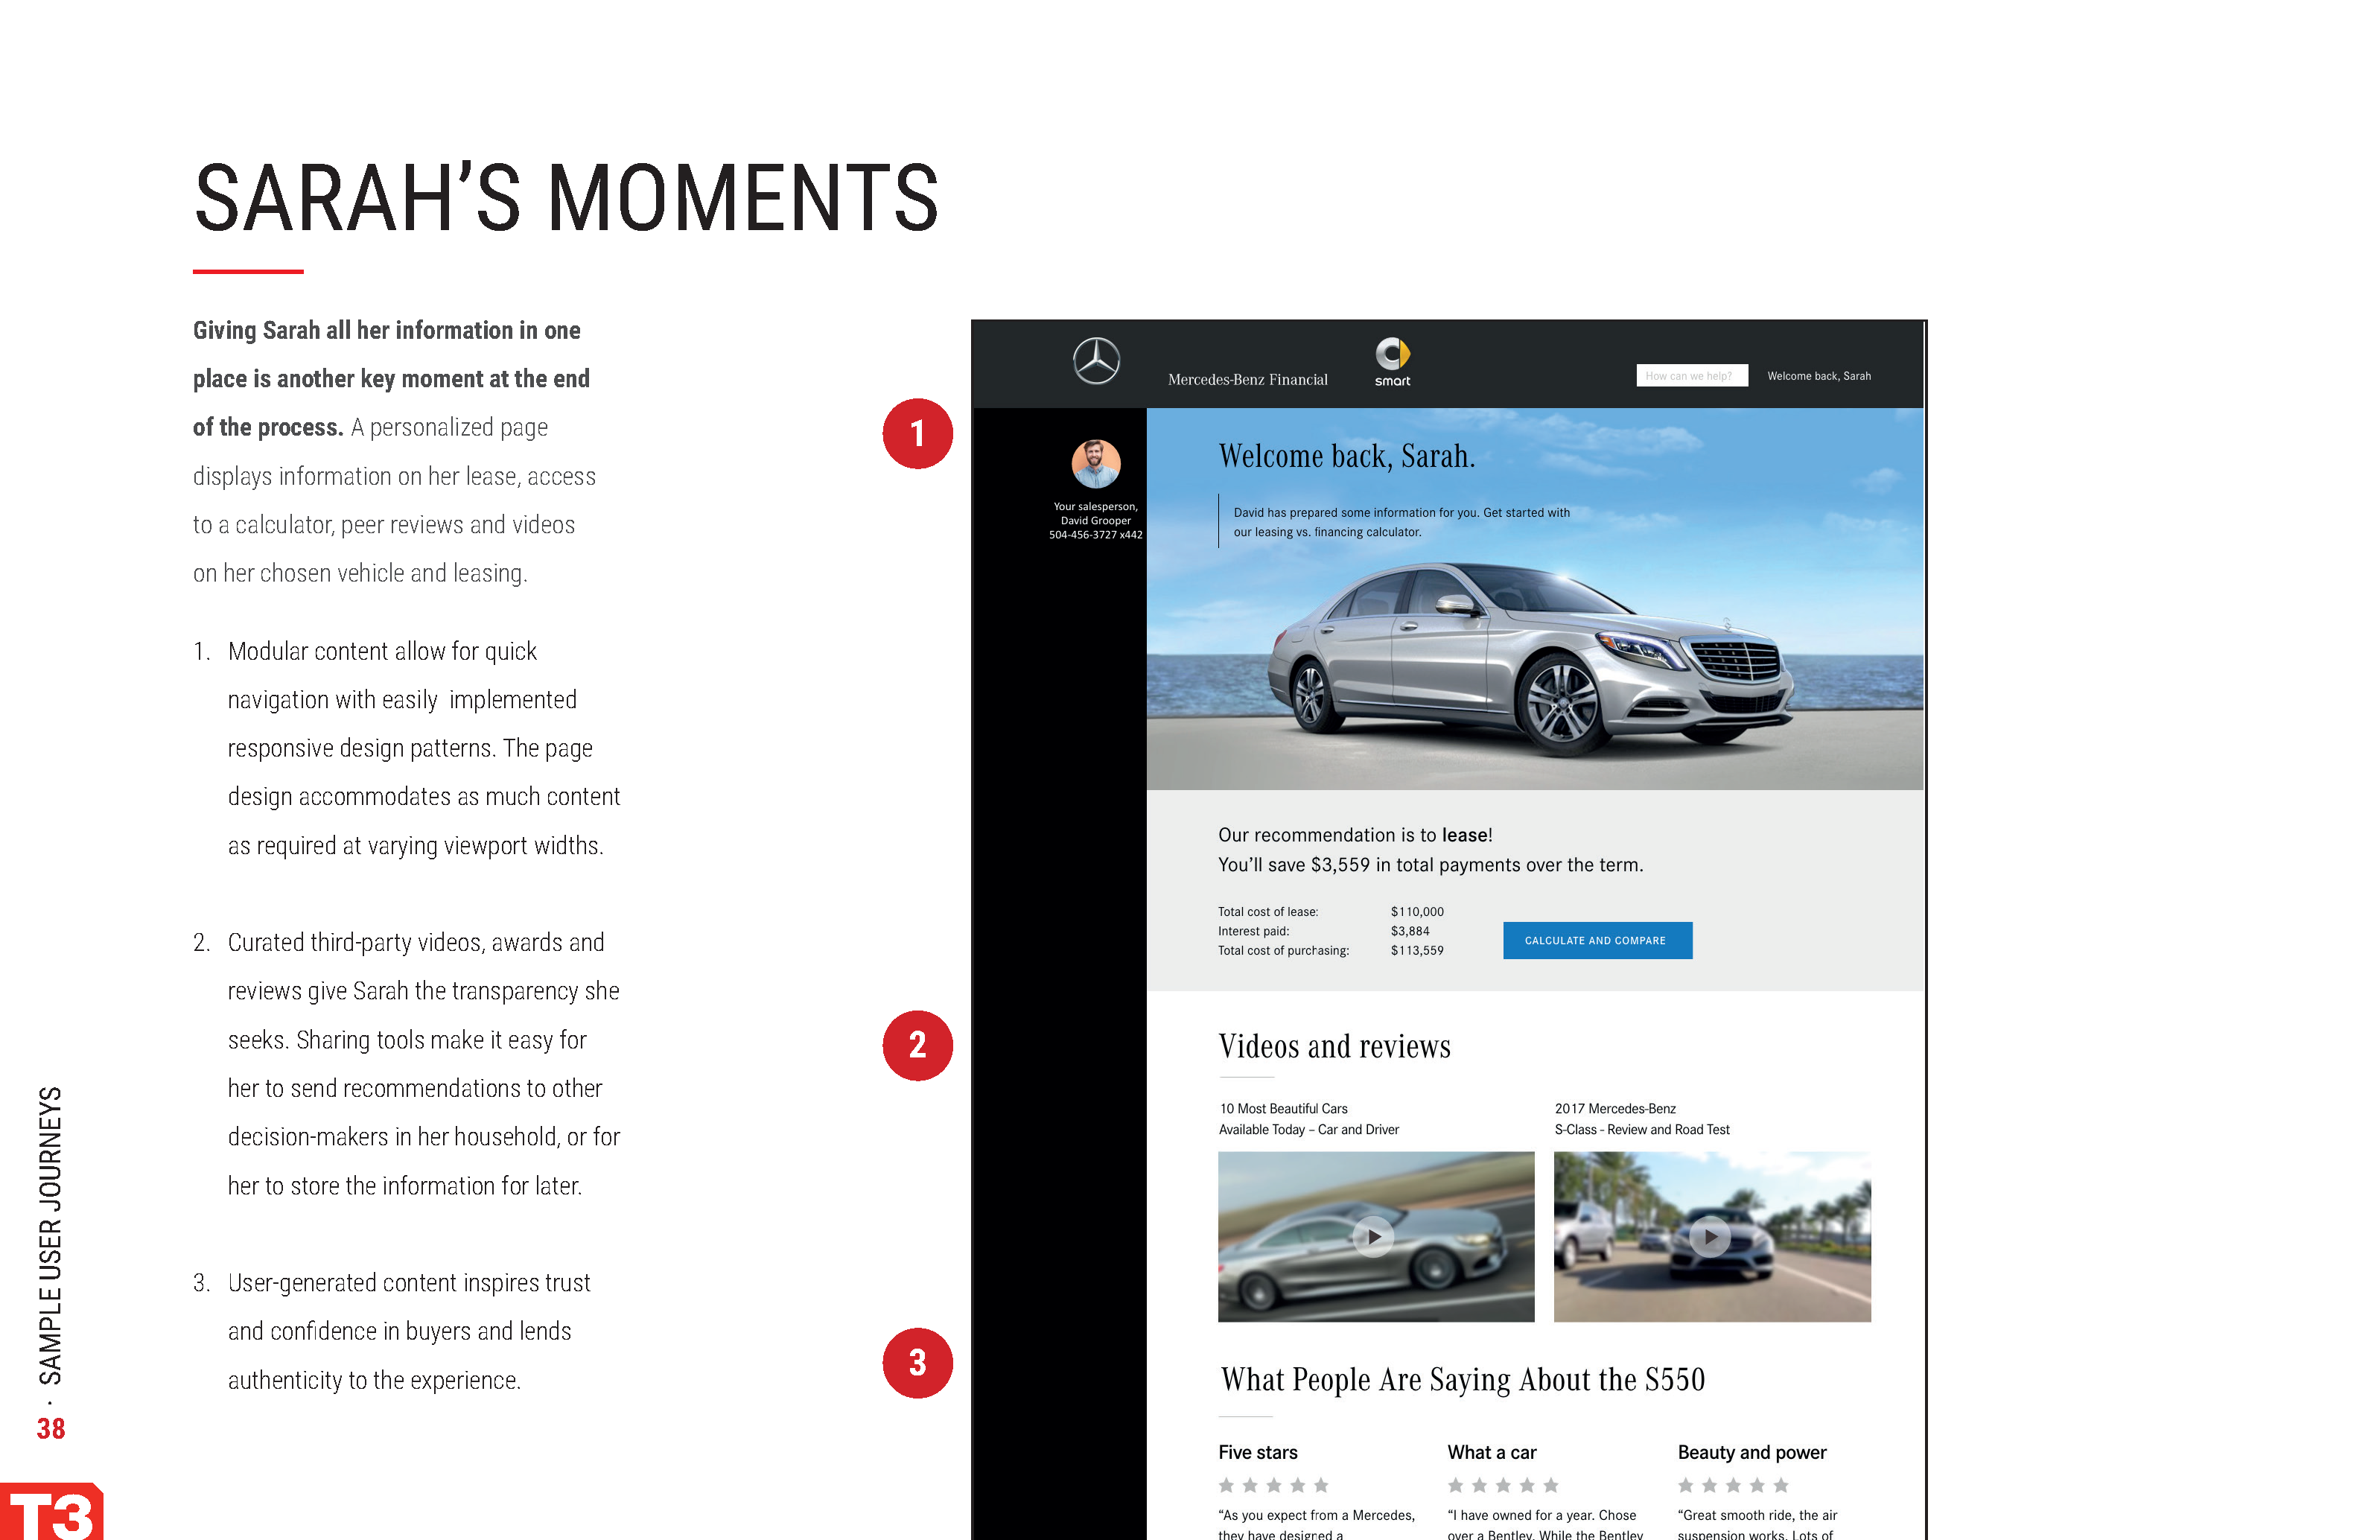 SARAH’S MOMENTS
Giving Sarah all her information in one
place is another key moment at the end
of the process. A personalized page
displays information on her lease, access
to a calculator, peer reviews and videos
on her chosen vehicle and leasing.
1. Modular content allow for quick
navigation with easily  implemented
responsive design patterns. The page
design accommodates as much content
as required at varying viewport widths.
2. Curated third-party videos, awards and
reviews give Sarah the transparency she
seeks. Sharing tools make it easy for
her to send recommendations to other
decision-makers in her household, or for
her to store the information for later.
3. User-generated content inspires trust
and confidence in buyers and lends
authenticity to the experience.
SAMPLE USER JOURNEYS
38
T3
1
2
3
Mercedes-Benz Financial
smart
How can we help?
Welcome back, Sarah
Your salesperson,
David Grooper
504-456-3727 x442
Welcome back, Sarah.
David has prepared some information for you. Get started with
our leasing vs. financing calculator.
Our recommendation is to lease!
You’ll save $3,559 in total payments over the term.
Total cost of lease: $110,000
Interest paid: $3,884
Total cost of purchasing: $113,559
CALCULATE AND COMPARE
Videos and reviews
10 Most Beautiful Cars
Available Today – Car and Driver
2017 Mercedes-Benz
S-Class - Review and Road Test
What People Are Saying About the S550
Five stars
“As you expect from a Mercedes,
they have designed a
What a car
“I have owned for a year. Chose
over a Bentley. While the Bentley
Beauty and power
“Great smooth ride, the air
suspension works. Lots of